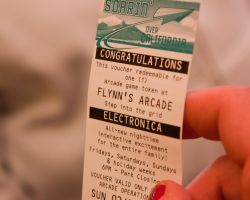 SOARIN'
OVER
CALIFORNIA
CONGRATULATIONS
This voucher redeemable for
one (1)
Arcade game token at
FLYNN'S ARCADE
Step into the grid
ELECTRONICA
All-new nighttime
interactive excitement
for the entire family!
Fridays, Saturdays, Sundays
& holiday weeks
6PM - Park Close
VOUCHER VALID ONLY
ARCADE OPERATING
SUN